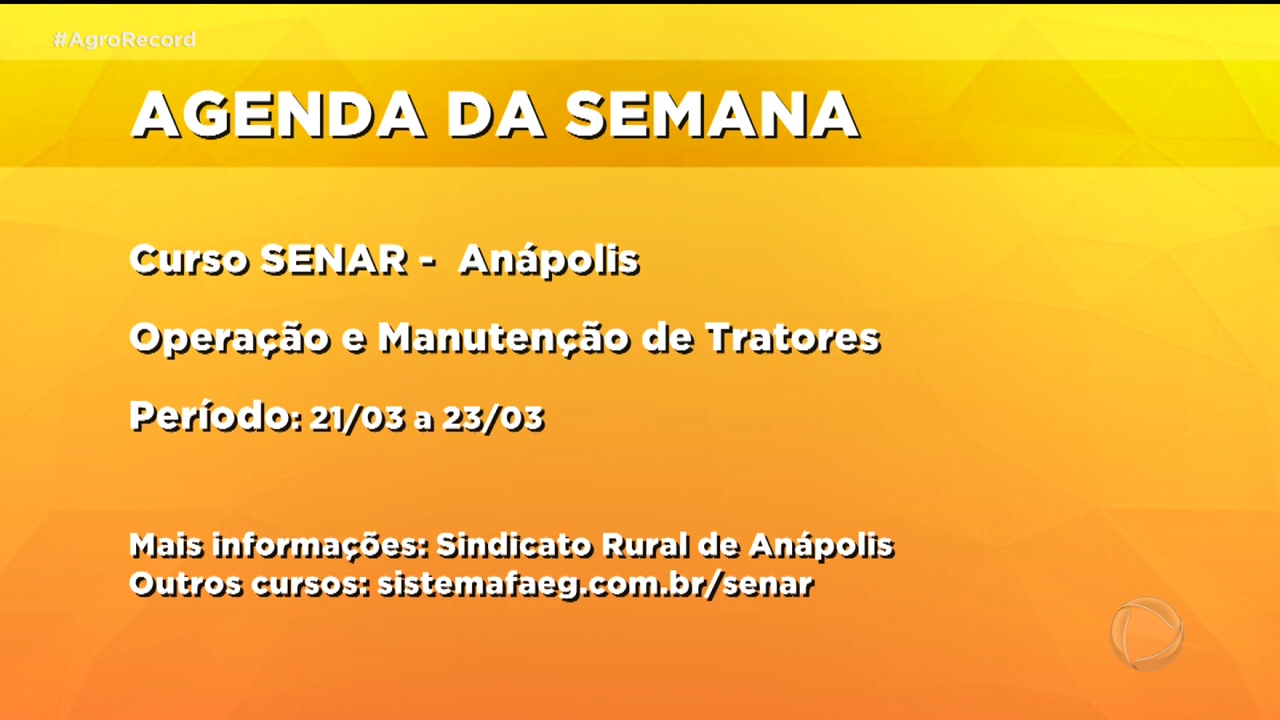 #AgroRecord
AGENDA DA SEMANA
Curso SENAR - Anápolis
Operação e Manutenção de Tratores
Período: 21/03 a 23/03
Mais informações: Sindicato Rural de Anápolis
Outros cursos: sistemafaeg.com.br/senar